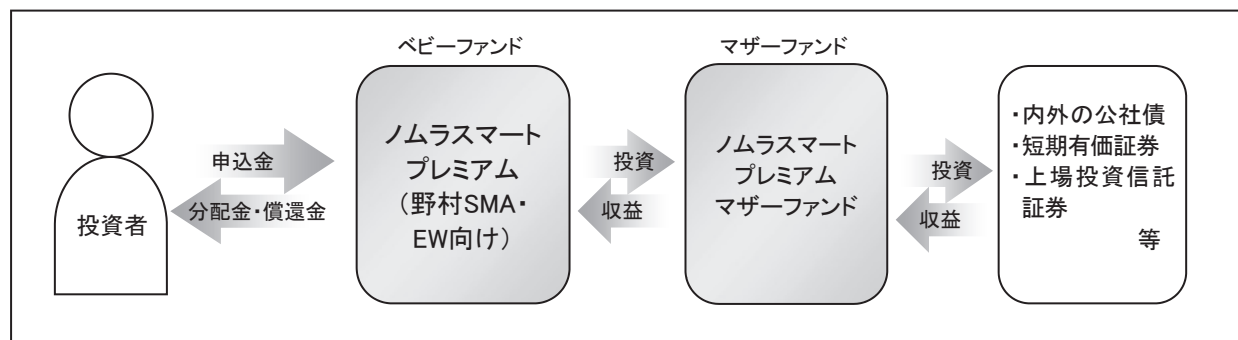 ベビーファンド
マザーファンド
投資者
申込金
分配金・償還金
ノムラスマート
プレミアム
（野村SMA・
EW向け）
投資
収益
ノムラスマート
プレミアム
マザーファンド
投資
収益
・内外の公社債
・短期有価証券
・上場投資信託
証券
等